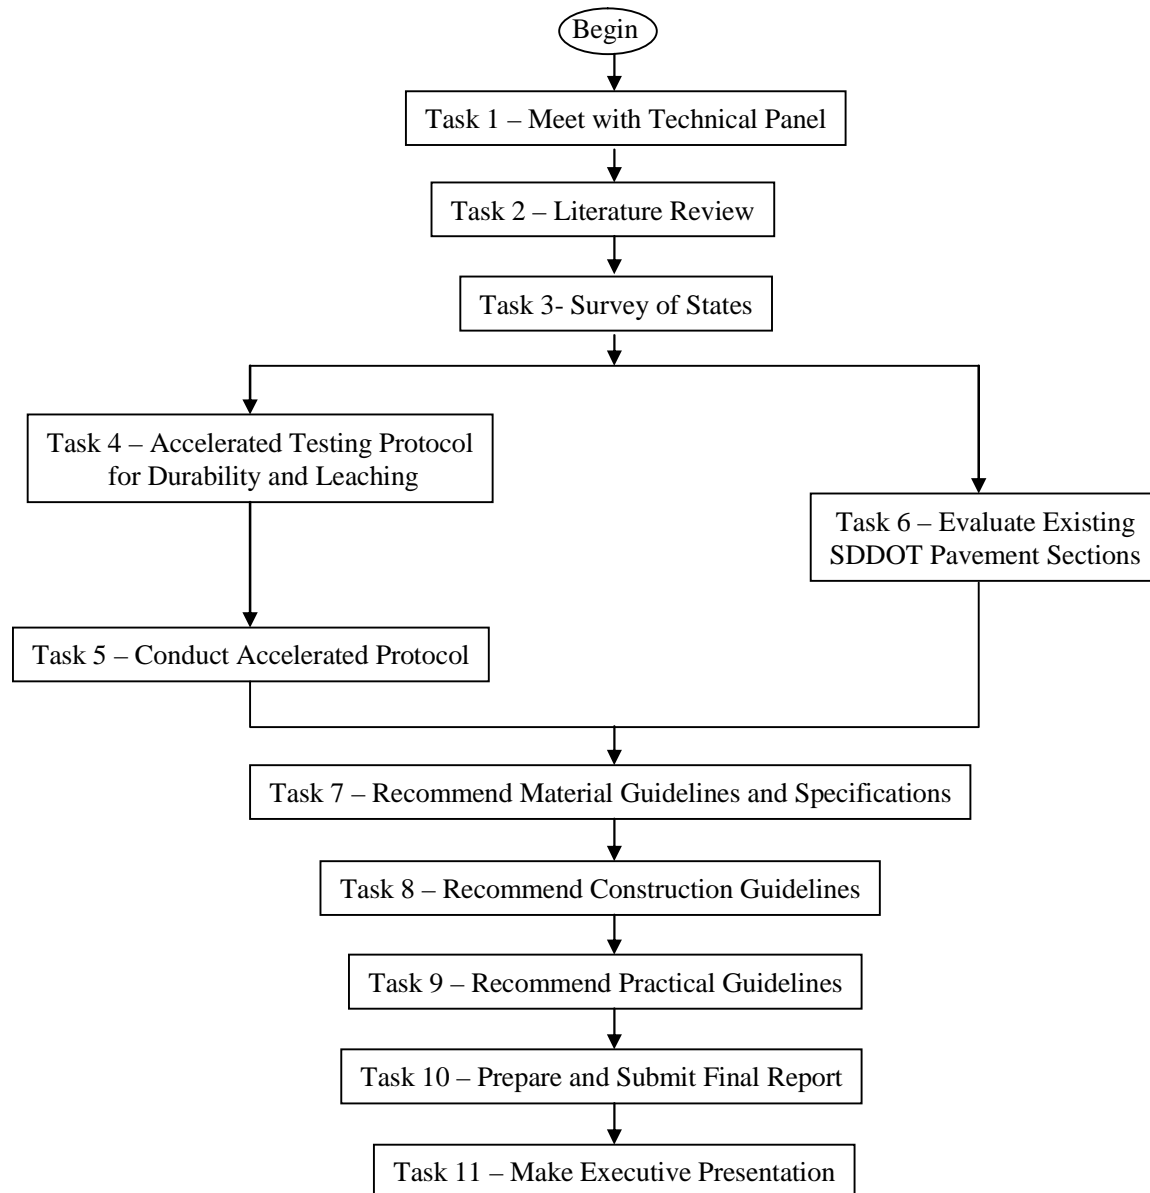 Begin
Task 1 – Meet with Technical Panel
Task 2 – Literature Review
Task 3- Survey of States
Task 4 – Accelerated Testing Protocol
for Durability and Leaching
Task 6 – Evaluate Existing
SDDOT Pavement Sections
Task 5 – Conduct Accelerated Protocol
Task 7 – Recommend Material Guidelines and Specifications
Task 8 – Recommend Construction Guidelines
Task 9 – Recommend Practical Guidelines
Task 10 – Prepare and Submit Final Report
Task 11 – Make Executive Presentation